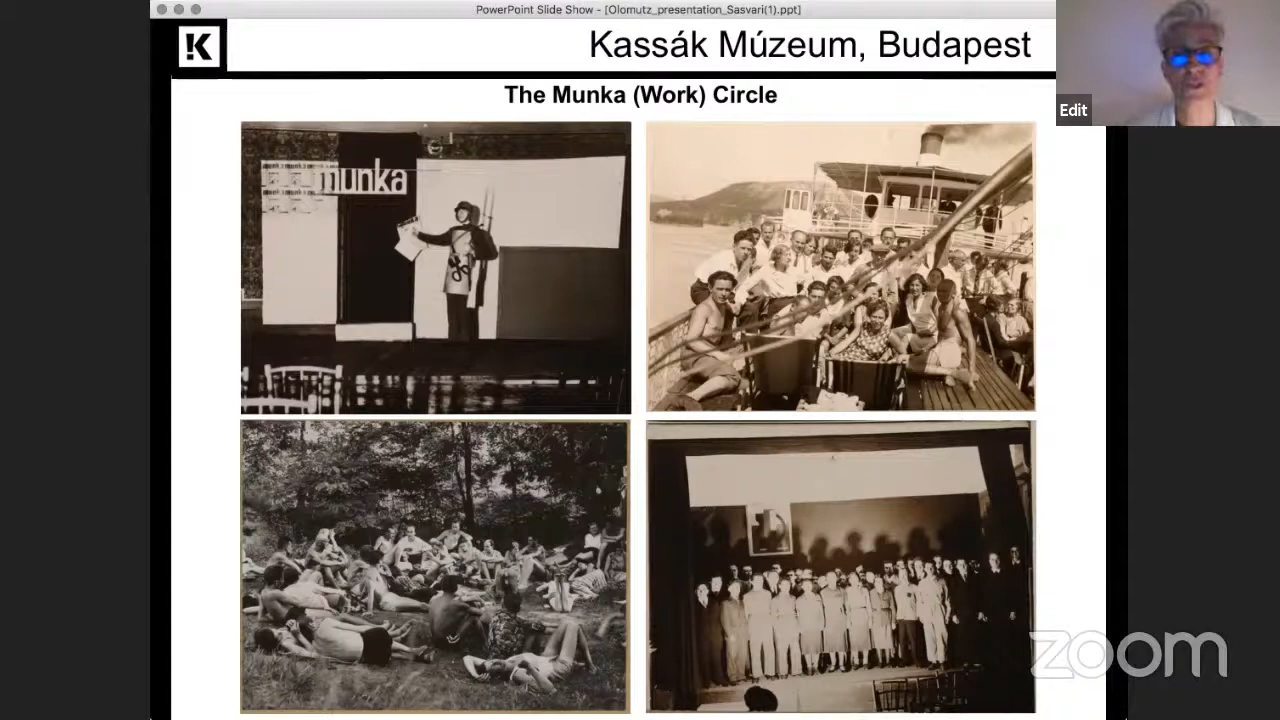 PowerPoint Slide Show - [Olomutz_presentation_Sasvari(1).ppt]
K
Kassák Múzeum, Budapest
The Munka (Work) Circle
Edit
munka
zoom